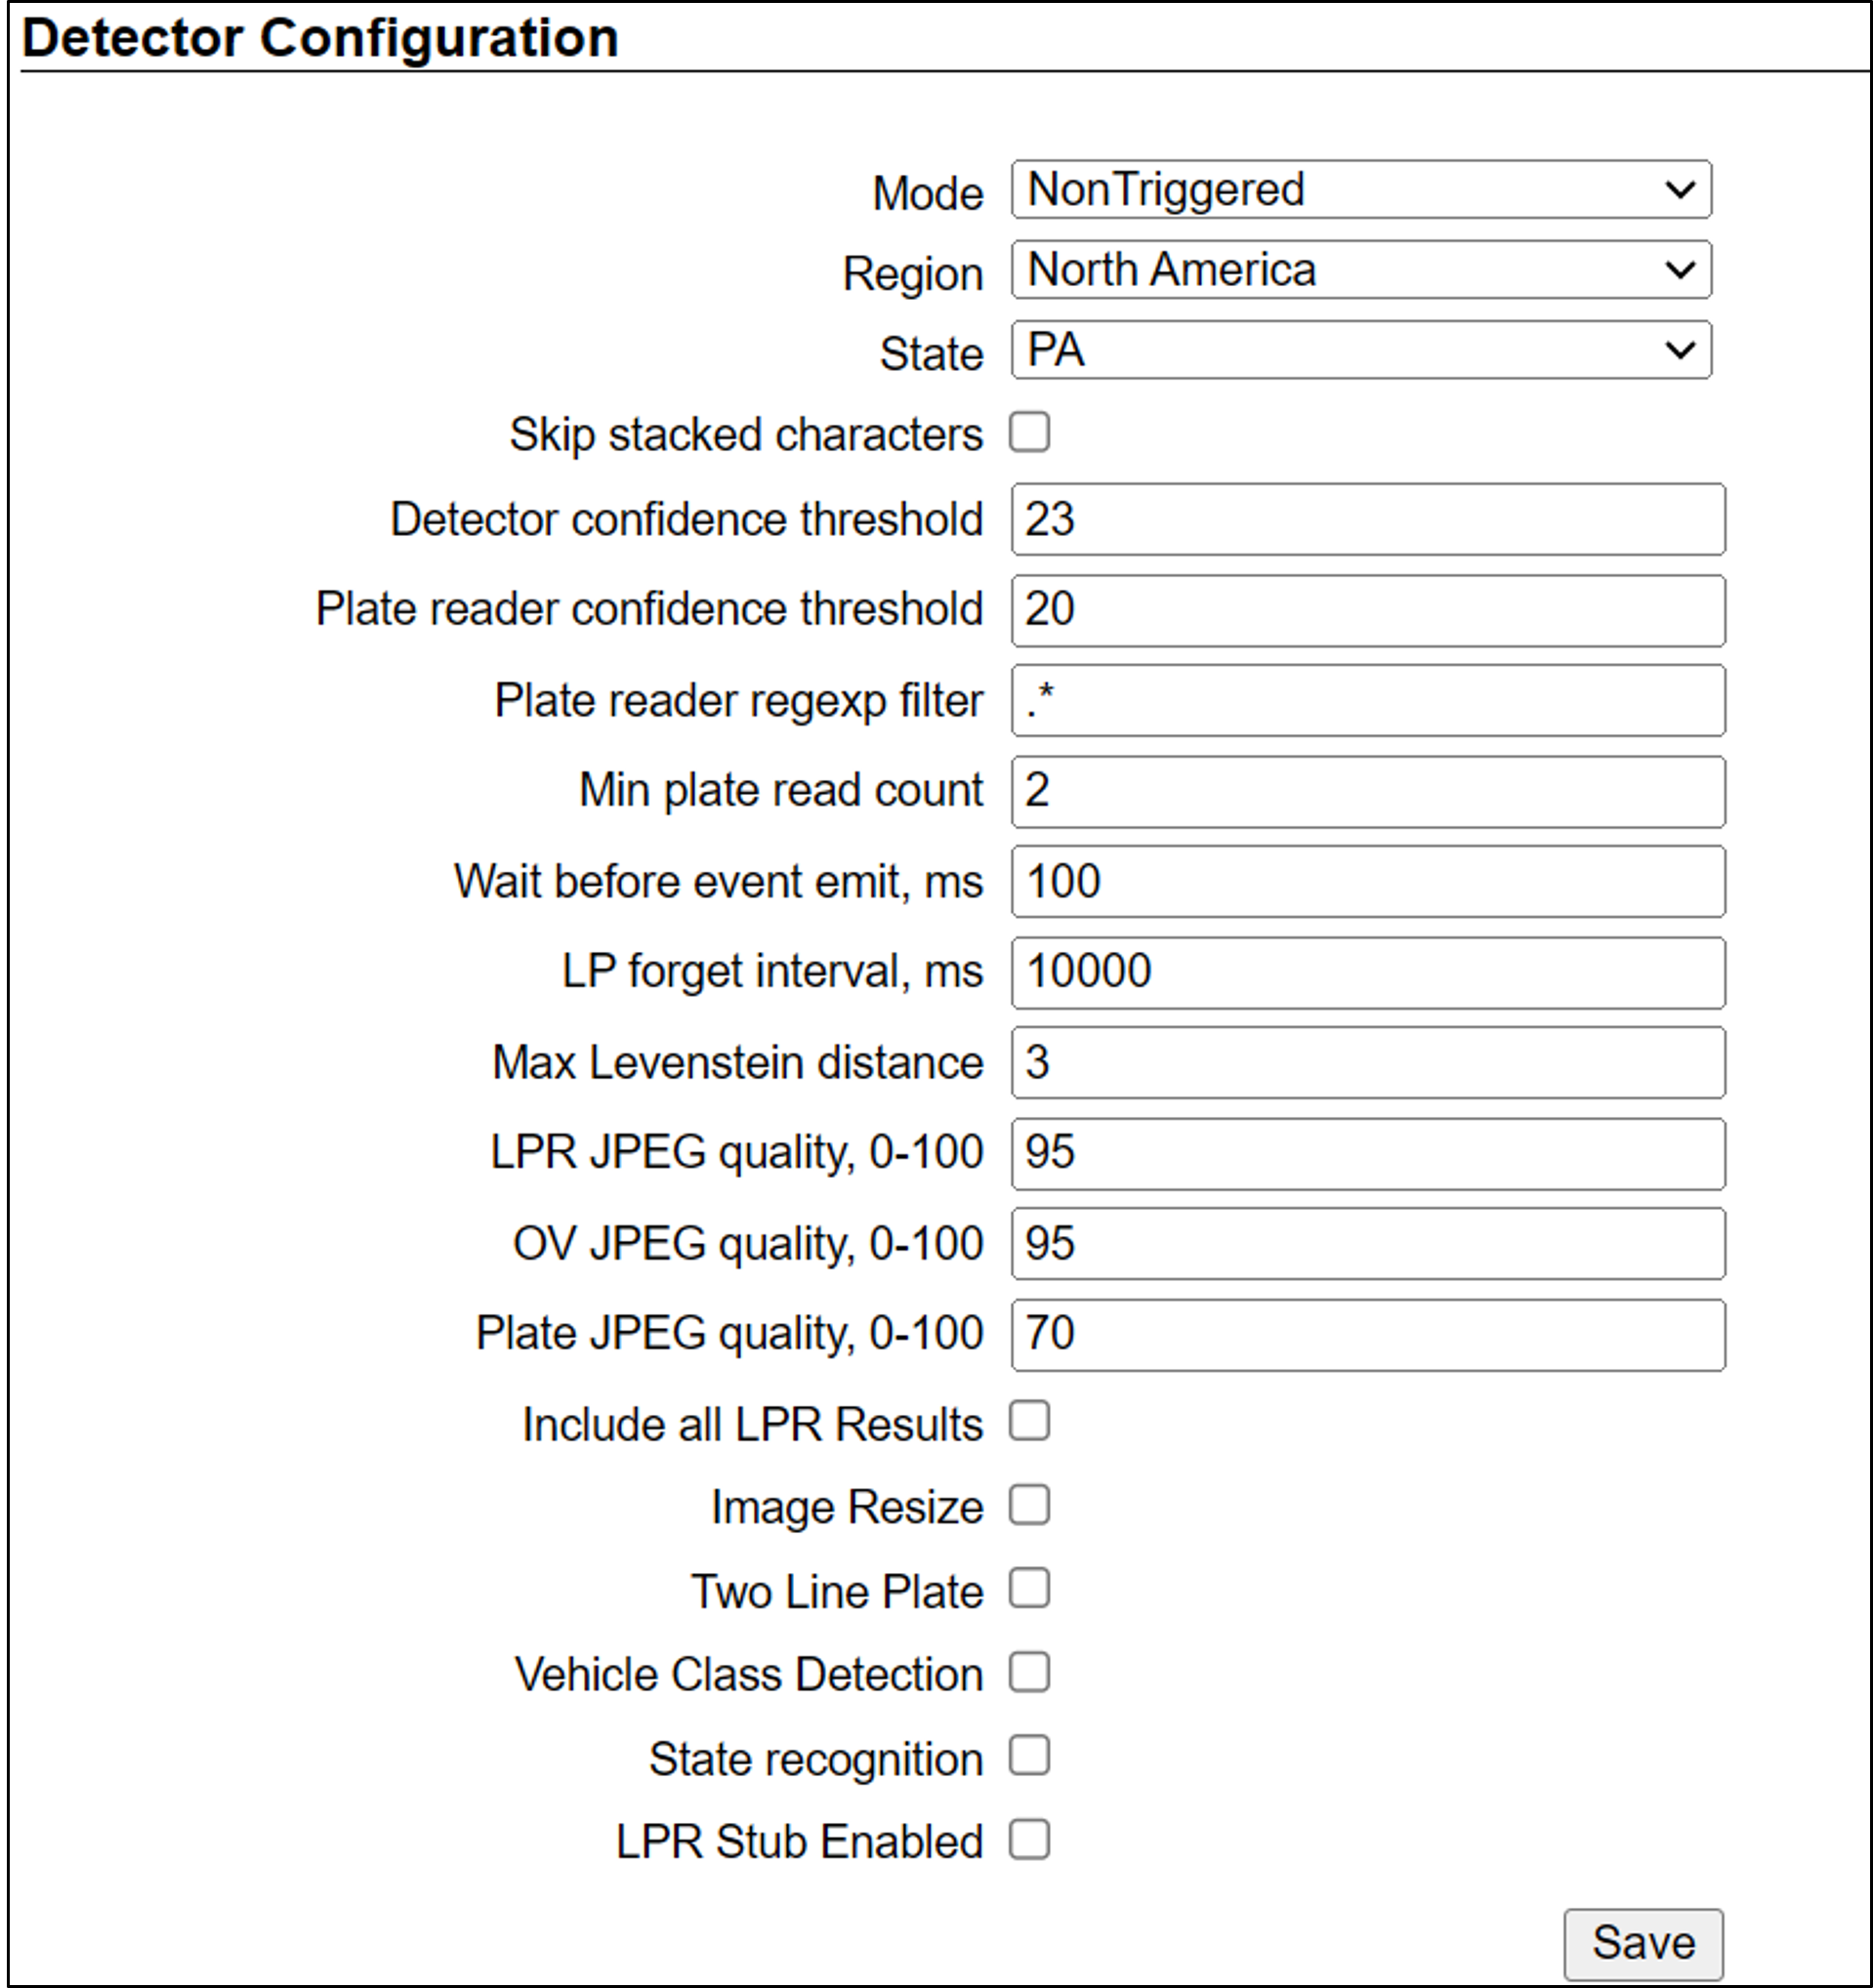 Detector Configuration
Mode NonTriggered
Region North America
State PA
Skip stacked characters
Detector confidence threshold 23
Plate reader confidence threshold 20
Plate reader regexp filter .*
Min plate read count 2
Wait before event emit, ms 100
LP forget interval, ms 10000
Max Levenstein distance 3
LPR JPEG quality, 0-100 95
OV JPEG quality, 0-100 95
Plate JPEG quality, 0-100 70
Include all LPR Results
Image Resize
Two Line Plate
Vehicle Class Detection
State recognition
LPR Stub Enabled
Save